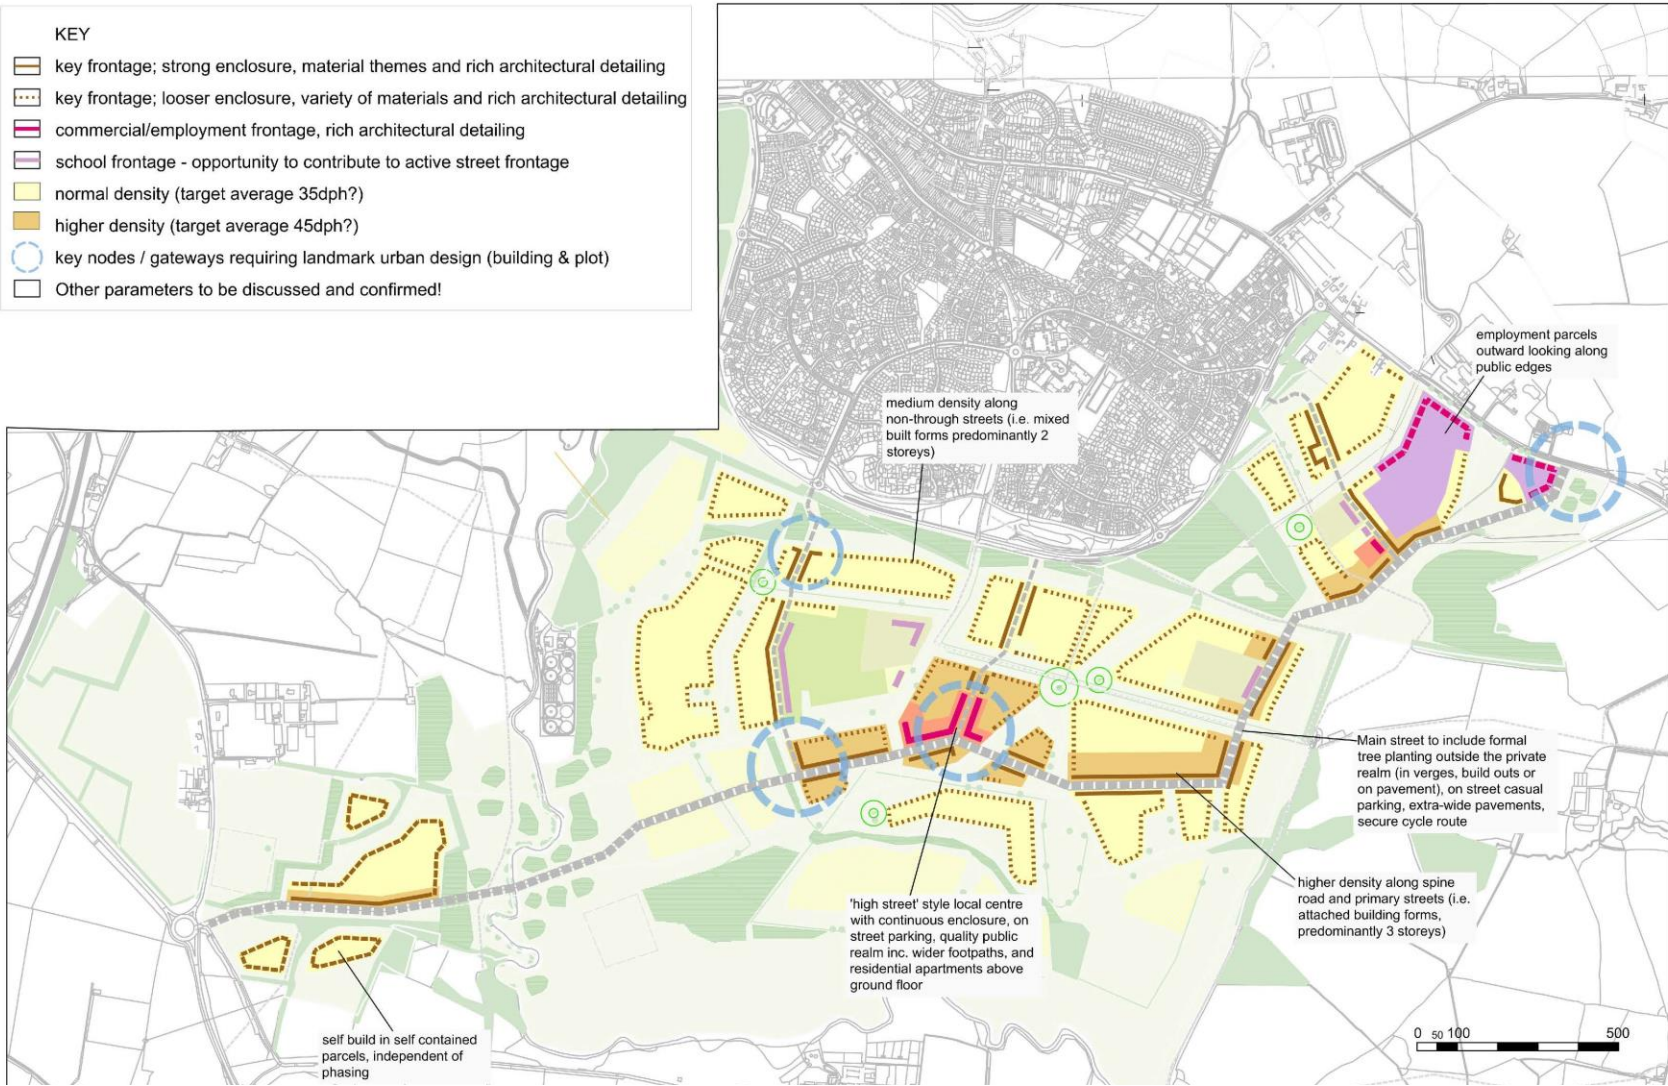 KEY
key frontage; strong enclosure, material themes and rich architectural detailing
key frontage; looser enclosure, variety of materials and rich architectural detailing
commercial/employment frontage, rich architectural detailing
school frontage - opportunity to contribute to active street frontage
normal density (target average 35dph?)
higher density (target average 45dph?)
key nodes / gateways requiring landmark urban design (building & plot)
Other parameters to be discussed and confirmed!
employment parcels
outward looking along
public edges
medium density along
non-through streets (i.e. mixed
built forms predominantly 2
storeys)
Main street to include formal
tree planting outside the private
realm (in verges, build outs or
on pavement), on street casual
parking, extra-wide pavements,
secure cycle route
higher density along spine
road and primary streets (i.e.
attached building forms,
predominantly 3 storeys)
'high street' style local centre
with continuous enclosure, on
street parking, quality public
realm inc. wider footpaths, and
residential apartments above
ground floor
self build in self contained
parcels, independent of
phasing
0 50 100 500